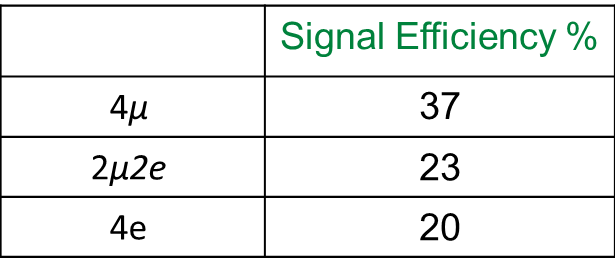 Signal Efficiency %
4μ 37
2μ2e 23
4e 20